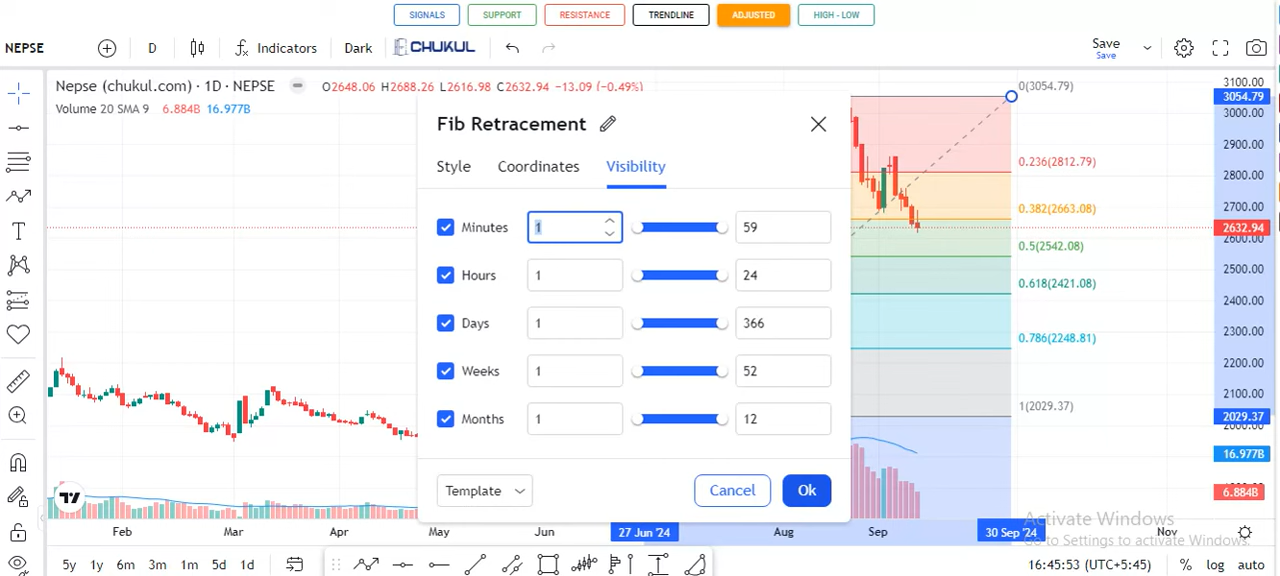 SIGNALS SUPPORT RESISTANCE TRENDLINE ADJUSTED HIGH - LOW
NEPSE D Indicators Dark CHUKUL Save
Save
Nepse (chukul.com) · 1D · NEPSE O2648.06 H2688.26 L2616.98 C2632.94 −13.09 (−0.49%)
Volume 20 SMA 9 6.884B 16.977B
Fib Retracement
Style Coordinates Visibility
Minutes 1 59
Hours 1 24
Days 1 366
Weeks 1 52
Months 1 12
Template Cancel Ok
0(3054.79)
0.236(2812.79)
0.382(2663.08)
0.5(2542.08)
0.618(2421.08)
0.786(2248.81)
1(2029.37)
3100.00
3054.79
3000.00
2900.00
2800.00
2700.00
2632.94
2600.00
2500.00
2400.00
2300.00
2200.00
2100.00
2029.37
2000.00
16.977B
6.884B
Feb Mar Apr May Jun 27 Jun '24 Aug Sep 30 Sep '24 Nov
Activate Windows
Go to Settings to activate Windows.
5y 1y 6m 3m 1m 5d 1d 16:45:53 (UTC+5:45) % log auto